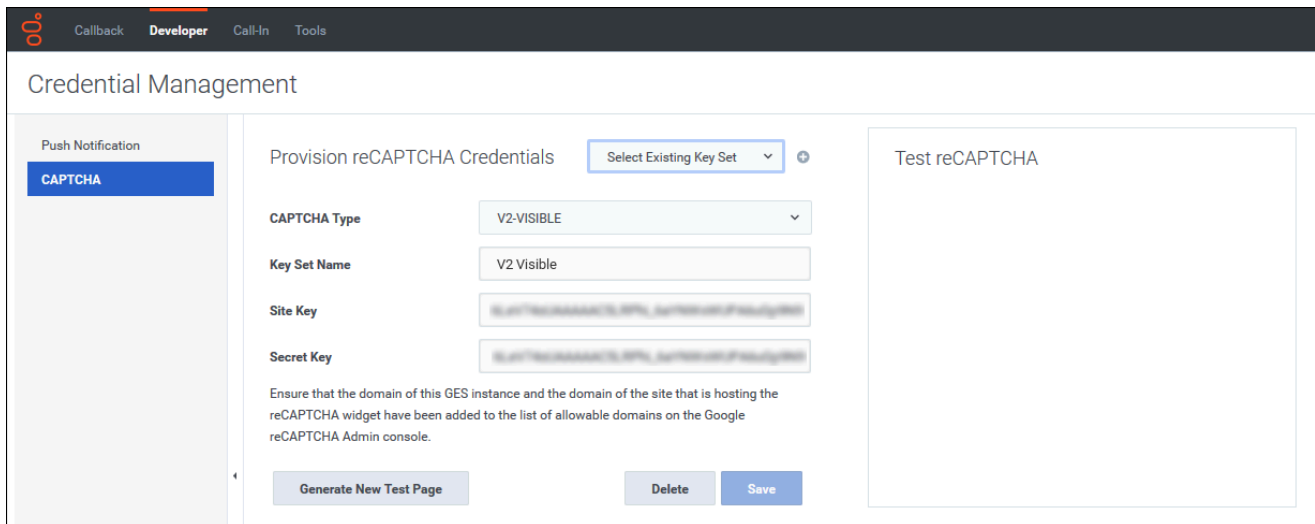 Callback Developer Call-In Tools
Credential Management
Push Notification
CAPTCHA
Provision reCAPTCHA Credentials Select Existing Key Set
CAPTCHA Type V2-VISIBLE
Key Set Name V2 Visible
Site Key
Secret Key
Ensure that the domain of this GES instance and the domain of the site that is hosting the
reCAPTCHA widget have been added to the list of allowable domains on the Google
reCAPTCHA Admin console.
Generate New Test Page Delete Save
Test reCAPTCHA